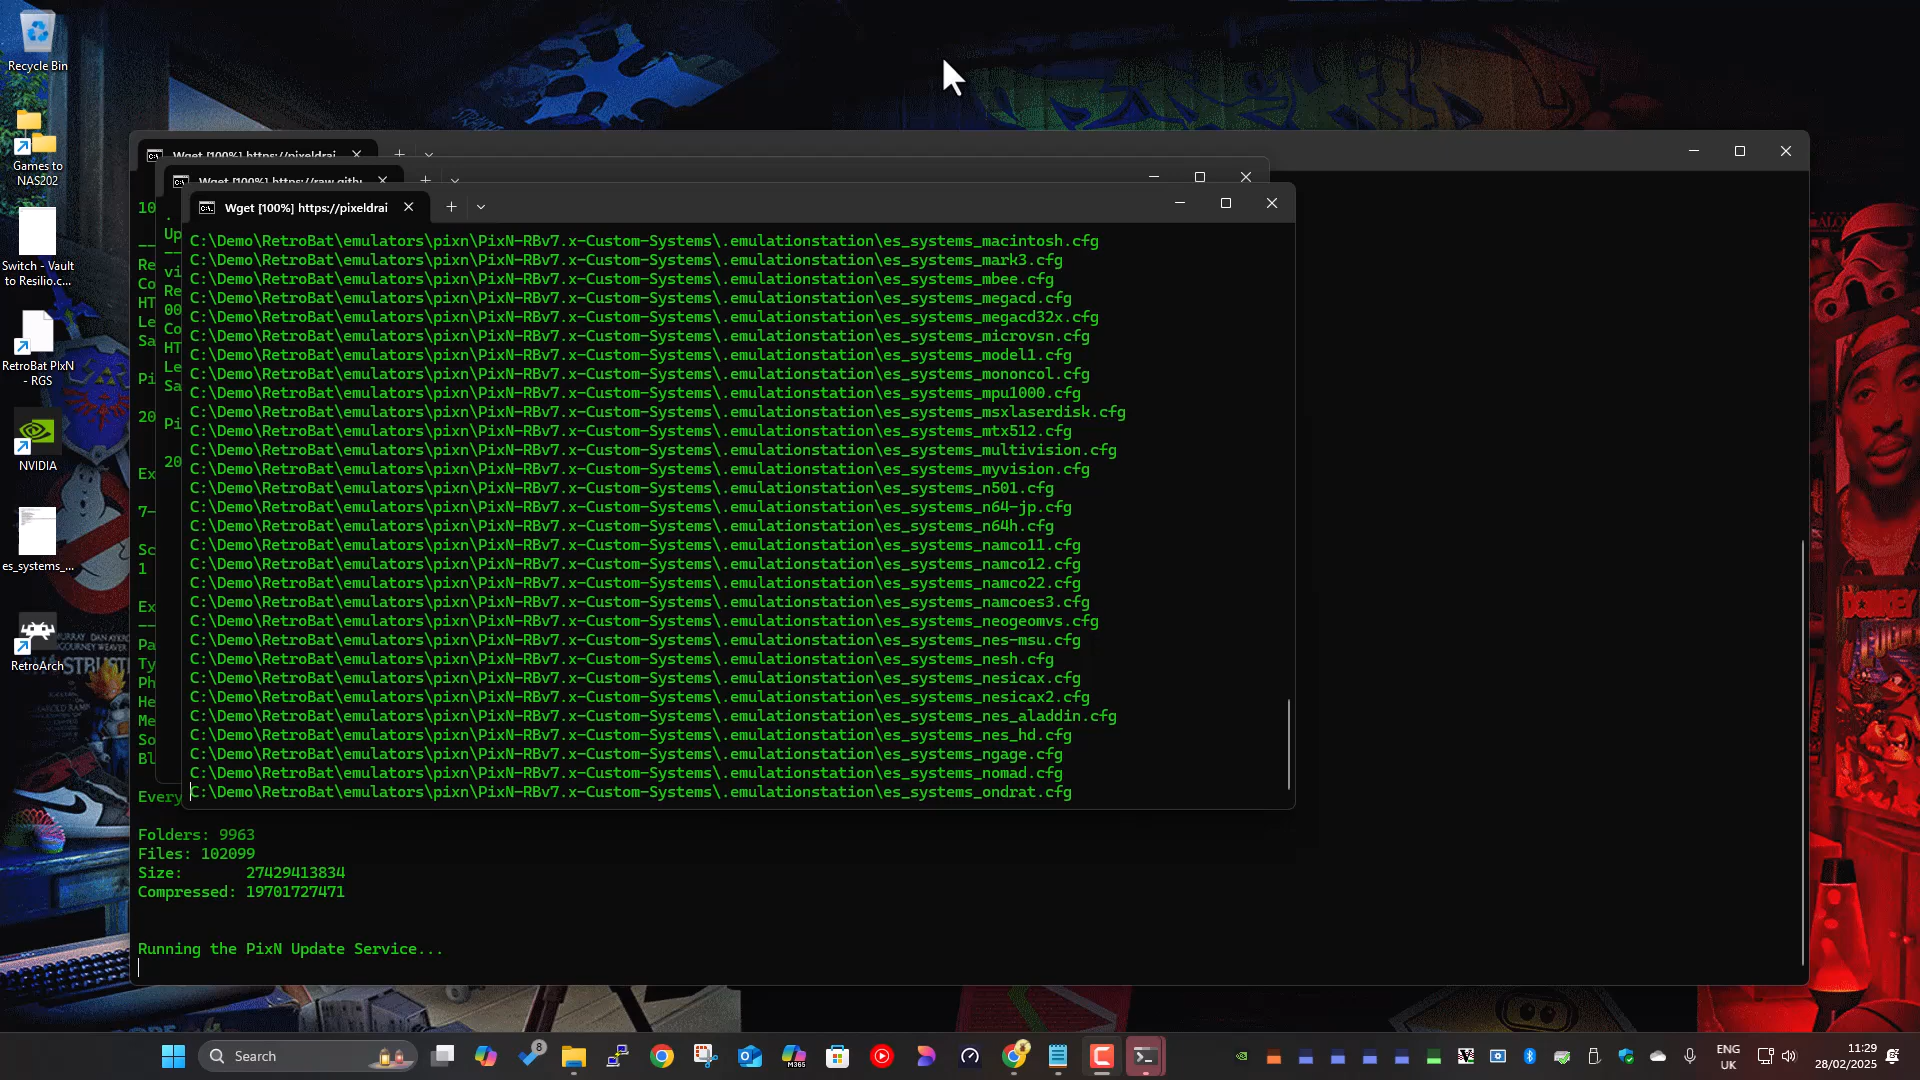 Recycle Bin
Games to
NAS202
Switch - Vault
to Resilio.c...
RetroBat PIxN
- RGS
NVIDIA
es_systems_...
RetroArch
Wget [100%] https://pixeldrai
Wget [100%] https://raw.gith
Wget [100%] https://pixeldrai
C:\Demo\RetroBat\emulators\pixn\PixN-RBv7.x-Custom-Systems\.emulationstation\es_systems_macintosh.cfg
C:\Demo\RetroBat\emulators\pixn\PixN-RBv7.x-Custom-Systems\.emulationstation\es_systems_mark3.cfg
C:\Demo\RetroBat\emulators\pixn\PixN-RBv7.x-Custom-Systems\.emulationstation\es_systems_mbee.cfg
C:\Demo\RetroBat\emulators\pixn\PixN-RBv7.x-Custom-Systems\.emulationstation\es_systems_megacd.cfg
C:\Demo\RetroBat\emulators\pixn\PixN-RBv7.x-Custom-Systems\.emulationstation\es_systems_megacd32x.cfg
C:\Demo\RetroBat\emulators\pixn\PixN-RBv7.x-Custom-Systems\.emulationstation\es_systems_microvsn.cfg
C:\Demo\RetroBat\emulators\pixn\PixN-RBv7.x-Custom-Systems\.emulationstation\es_systems_model1.cfg
C:\Demo\RetroBat\emulators\pixn\PixN-RBv7.x-Custom-Systems\.emulationstation\es_systems_mononcol.cfg
C:\Demo\RetroBat\emulators\pixn\PixN-RBv7.x-Custom-Systems\.emulationstation\es_systems_mpu1000.cfg
C:\Demo\RetroBat\emulators\pixn\PixN-RBv7.x-Custom-Systems\.emulationstation\es_systems_msxlaserdisk.cfg
C:\Demo\RetroBat\emulators\pixn\PixN-RBv7.x-Custom-Systems\.emulationstation\es_systems_mtx512.cfg
C:\Demo\RetroBat\emulators\pixn\PixN-RBv7.x-Custom-Systems\.emulationstation\es_systems_multivision.cfg
C:\Demo\RetroBat\emulators\pixn\PixN-RBv7.x-Custom-Systems\.emulationstation\es_systems_myvision.cfg
C:\Demo\RetroBat\emulators\pixn\PixN-RBv7.x-Custom-Systems\.emulationstation\es_systems_n501.cfg
C:\Demo\RetroBat\emulators\pixn\PixN-RBv7.x-Custom-Systems\.emulationstation\es_systems_n64-jp.cfg
C:\Demo\RetroBat\emulators\pixn\PixN-RBv7.x-Custom-Systems\.emulationstation\es_systems_n64h.cfg
C:\Demo\RetroBat\emulators\pixn\PixN-RBv7.x-Custom-Systems\.emulationstation\es_systems_namco11.cfg
C:\Demo\RetroBat\emulators\pixn\PixN-RBv7.x-Custom-Systems\.emulationstation\es_systems_namco12.cfg
C:\Demo\RetroBat\emulators\pixn\PixN-RBv7.x-Custom-Systems\.emulationstation\es_systems_namco22.cfg
C:\Demo\RetroBat\emulators\pixn\PixN-RBv7.x-Custom-Systems\.emulationstation\es_systems_namcoes3.cfg
C:\Demo\RetroBat\emulators\pixn\PixN-RBv7.x-Custom-Systems\.emulationstation\es_systems_neogeomvs.cfg
C:\Demo\RetroBat\emulators\pixn\PixN-RBv7.x-Custom-Systems\.emulationstation\es_systems_nes-msu.cfg
C:\Demo\RetroBat\emulators\pixn\PixN-RBv7.x-Custom-Systems\.emulationstation\es_systems_nesh.cfg
C:\Demo\RetroBat\emulators\pixn\PixN-RBv7.x-Custom-Systems\.emulationstation\es_systems_nesicax.cfg
C:\Demo\RetroBat\emulators\pixn\PixN-RBv7.x-Custom-Systems\.emulationstation\es_systems_nesicax2.cfg
C:\Demo\RetroBat\emulators\pixn\PixN-RBv7.x-Custom-Systems\.emulationstation\es_systems_nes_aladdin.cfg
C:\Demo\RetroBat\emulators\pixn\PixN-RBv7.x-Custom-Systems\.emulationstation\es_systems_nes_hd.cfg
C:\Demo\RetroBat\emulators\pixn\PixN-RBv7.x-Custom-Systems\.emulationstation\es_systems_ngage.cfg
C:\Demo\RetroBat\emulators\pixn\PixN-RBv7.x-Custom-Systems\.emulationstation\es_systems_nomad.cfg
C:\Demo\RetroBat\emulators\pixn\PixN-RBv7.x-Custom-Systems\.emulationstation\es_systems_ondrat.cfg
Every
Folders: 9963
Files: 102099
Size: 27429413834
Compressed: 19701727471
Running the PixN Update Service...
Search
8
M365
ENG
UK
11:29
28/02/2025